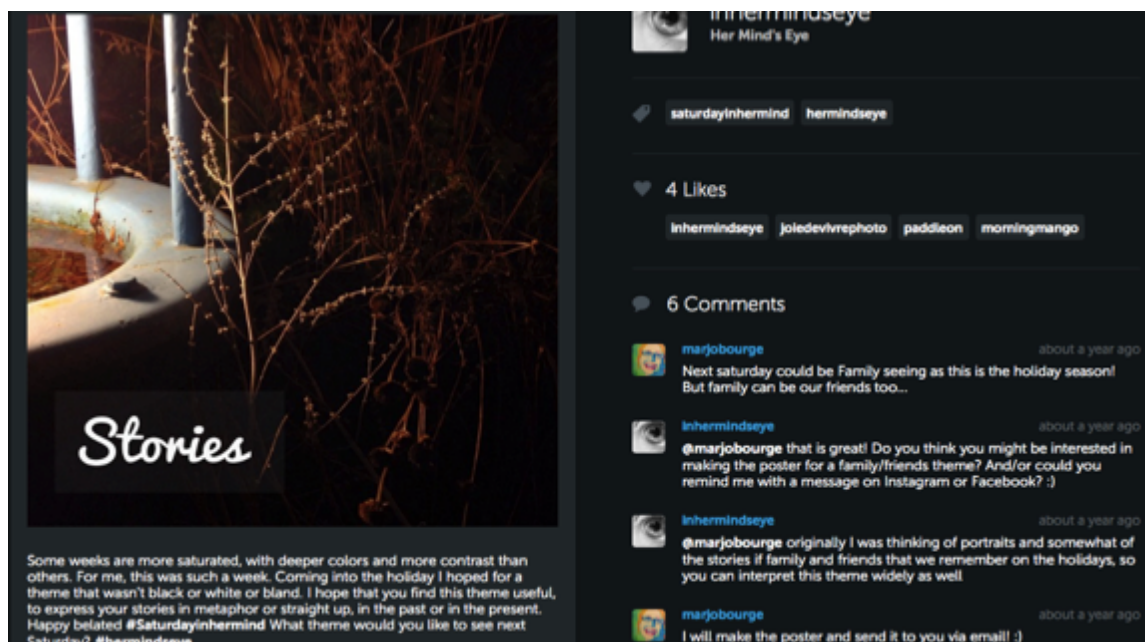 Stories
Some weeks are more saturated, with deeper colors and more contrast than
others. For me, this was such a week. Coming into the holiday I hoped for a
theme that wasn't black or white or bland. I hope that you find this theme useful,
to express your stories in metaphor or straight up, in the past or in the present.
Happy belated #Saturdayinhermind What theme would you like to see next
Saturday? #hermindseye
inhermindseye
Her Mind's Eye
saturdayinhermind hermindseye
4 Likes
inhermindseye joiedevivrephoto paddleon morningmango
6 Comments
marjobourge about a year ago
Next saturday could be Family seeing as this is the holiday season!
But family can be our friends too...
inhermindseye about a year ago
@marjobourge that is great! Do you think you might be interested in
making the poster for a family/friends theme? And/or could you
remind me with a message on Instagram or Facebook? :)
inhermindseye about a year ago
@marjobourge originally I was thinking of portraits and somewhat of
the stories if family and friends that we remember on the holidays, so
you can interpret this theme widely as well
marjobourge about a year ago
I will make the poster and send it to you via email! :)